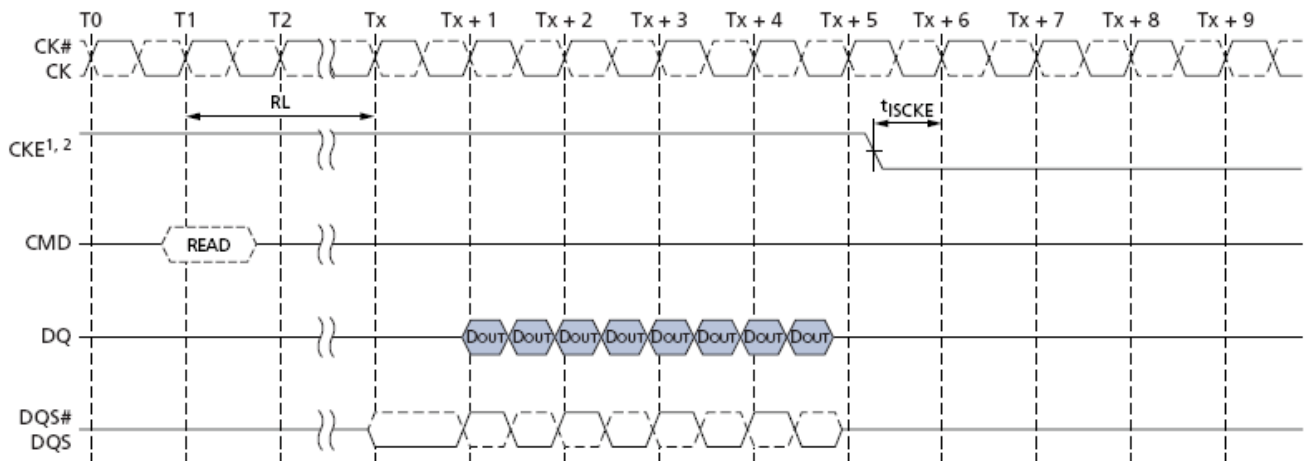 T0 T1 T2 Tx Tx + 1 Tx + 2 Tx + 3 Tx + 4 Tx + 5 Tx + 6 Tx + 7 Tx + 8 Tx + 9
CK#
CK
RL
tISCKE
CKE1, 2
CMD READ
DQ DOUT DOUT DOUT DOUT DOUT DOUT DOUT DOUT
DQS#
DQS